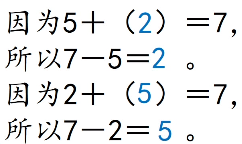 因为5+（2）=7,
所以7-5=2 。
因为2+（5）=7,
所以7-2=5 。